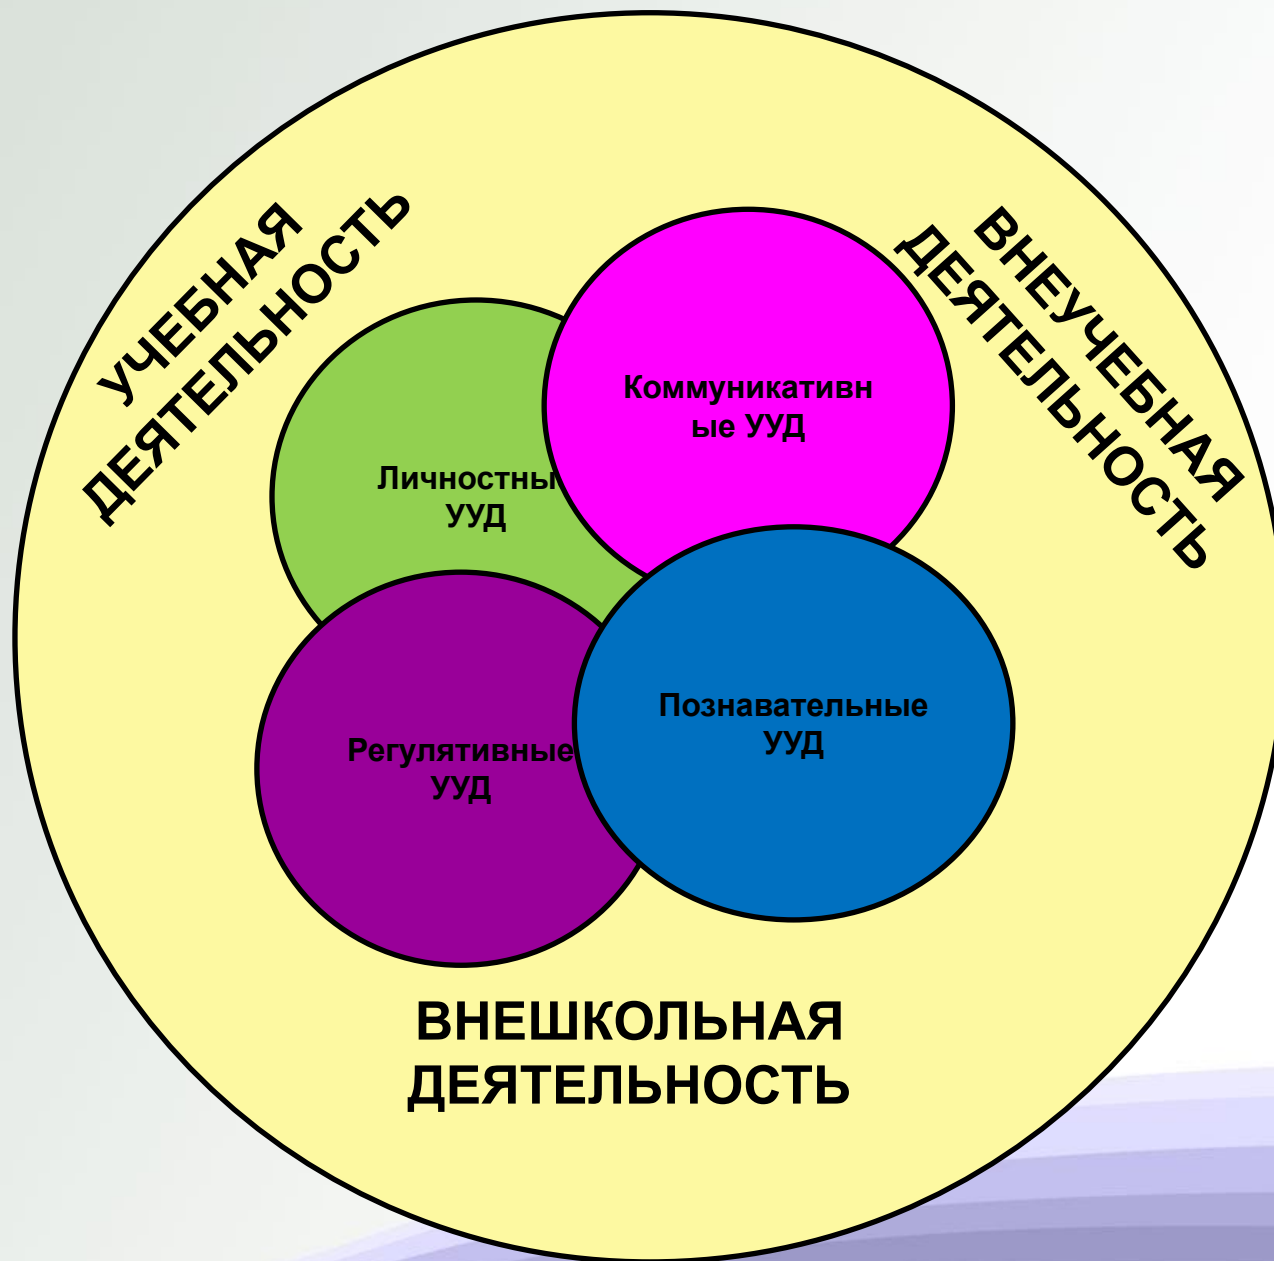 УЧЕБНАЯ
ДЕЯТЕЛЬНОСТЬ
ВНЕУЧЕБНАЯ
ДЕЯТЕЛЬНОСТЬ
Коммуникативн
ые УУД
Личностны
УУД
Познавательные
УУД
Регулятивные
УУД
ВНЕШКОЛЬНАЯ
ДЕЯТЕЛЬНОСТЬ